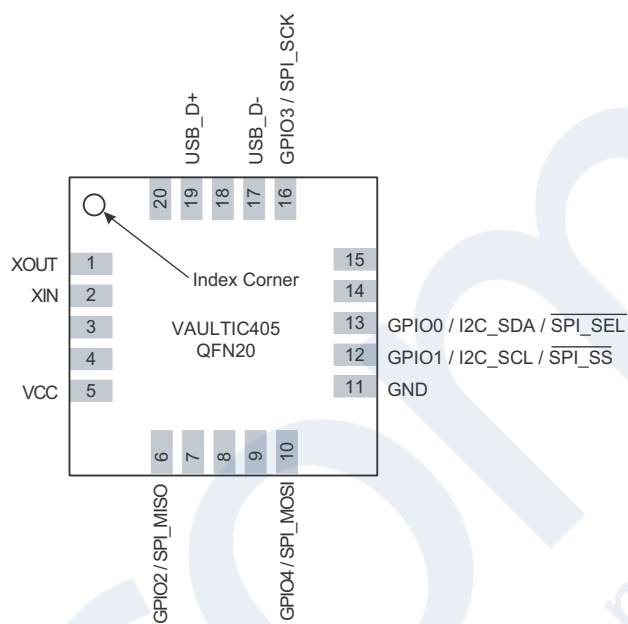 USB_D+
USB_D-
GPIO3 / SPI_SCK
20
19
18
17
16
XOUT
1
Index Corner
15
XIN
2
14
3
VAULTIC405
13
GPIO0 / I2C_SDA / SPI_SEL
4
QFN20
12
GPIO1 / I2C_SCL / SPI_SS
VCC
5
11
GND
6
7
8
9
10
GPIO2 / SPI_MISO
GPIO4 / SPI_MOSI